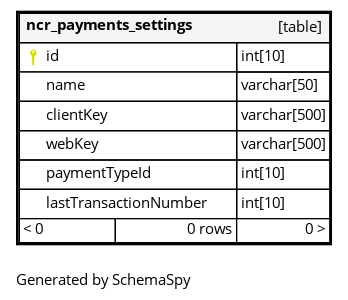 ncr_payments_settings [table]
id int[10]
name varchar[50]
clientKey varchar[500]
webKey varchar[500]
paymentTypeId int[10]
lastTransactionNumber int[10]
< 0 0 rows 0 >
Generated by SchemaSpy